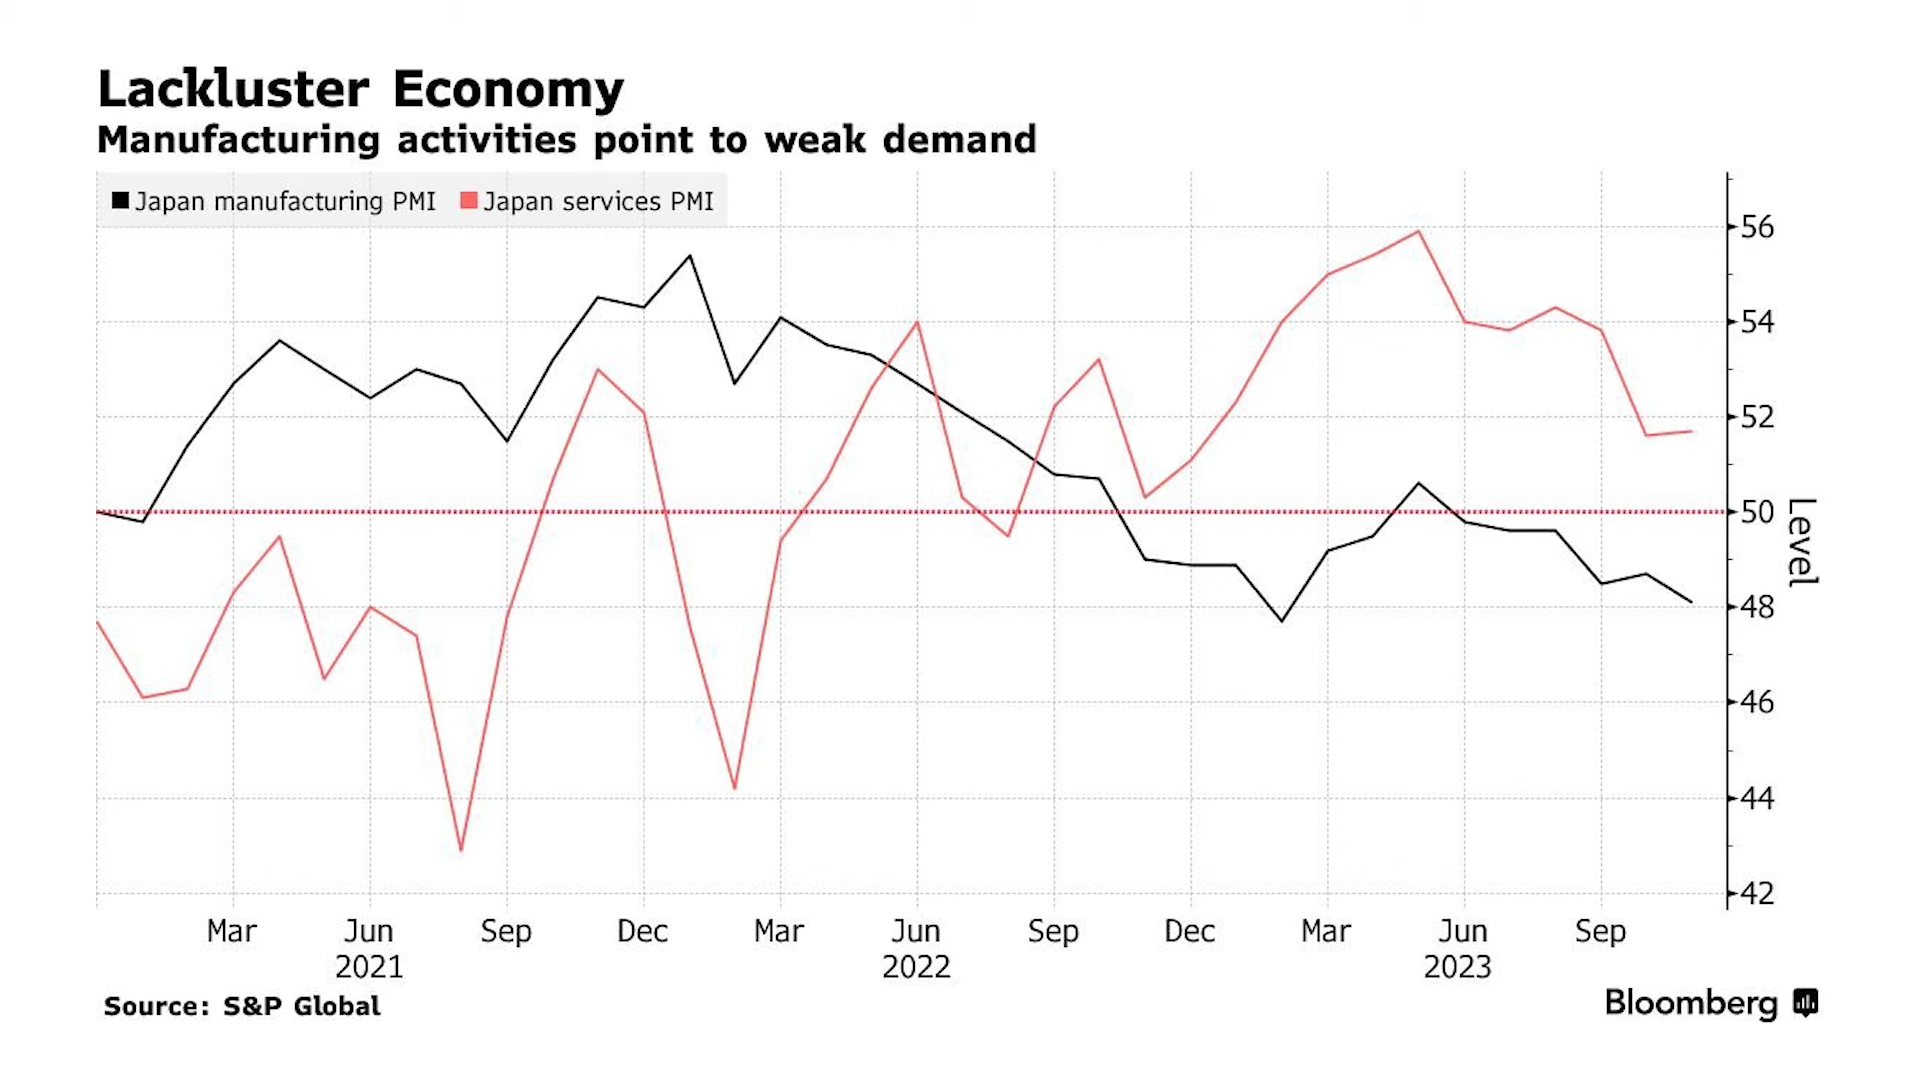 Lackluster Economy
Manufacturing activities point to weak demand
Japan manufacturing PMI Japan services PMI
56
54
52
50
48
46
44
42
Level
Mar Jun Sep Dec Mar Jun Sep Dec Mar Jun Sep
2021 2022 2023
Source: S&P Global
Bloomberg